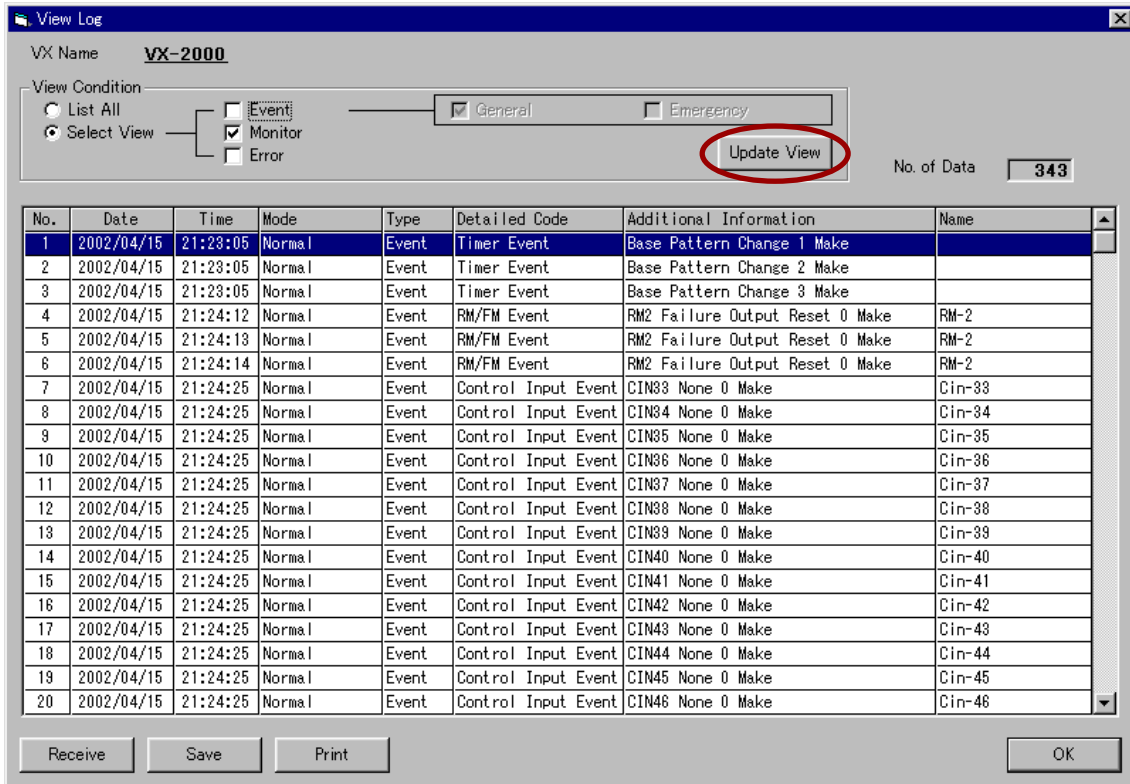 View Log
VX Name VX-2000
View Condition
List All Event General Emergency
Select View Monitor
Error Update View No. of Data 343
No. Date Time Mode Type Detailed Code Additional Information Name
1 2002/04/15 21:23:05 Normal Event Timer Event Base Pattern Change 1 Make
2 2002/04/15 21:23:05 Normal Event Timer Event Base Pattern Change 2 Make
3 2002/04/15 21:23:05 Normal Event Timer Event Base Pattern Change 3 Make
4 2002/04/15 21:24:12 Normal Event RM/FM Event RM2 Failure Output Reset 0 Make RM-2
5 2002/04/15 21:24:13 Normal Event RM/FM Event RM2 Failure Output Reset 0 Make RM-2
6 2002/04/15 21:24:14 Normal Event RM/FM Event RM2 Failure Output Reset 0 Make RM-2
7 2002/04/15 21:24:25 Normal Event Control Input Event CIN33 None 0 Make Cin-33
8 2002/04/15 21:24:25 Normal Event Control Input Event CIN34 None 0 Make Cin-34
9 2002/04/15 21:24:25 Normal Event Control Input Event CIN35 None 0 Make Cin-35
10 2002/04/15 21:24:25 Normal Event Control Input Event CIN36 None 0 Make Cin-36
11 2002/04/15 21:24:25 Normal Event Control Input Event CIN37 None 0 Make Cin-37
12 2002/04/15 21:24:25 Normal Event Control Input Event CIN38 None 0 Make Cin-38
13 2002/04/15 21:24:25 Normal Event Control Input Event CIN39 None 0 Make Cin-39
14 2002/04/15 21:24:25 Normal Event Control Input Event CIN40 None 0 Make Cin-40
15 2002/04/15 21:24:25 Normal Event Control Input Event CIN41 None 0 Make Cin-41
16 2002/04/15 21:24:25 Normal Event Control Input Event CIN42 None 0 Make Cin-42
17 2002/04/15 21:24:25 Normal Event Control Input Event CIN43 None 0 Make Cin-43
18 2002/04/15 21:24:25 Normal Event Control Input Event CIN44 None 0 Make Cin-44
19 2002/04/15 21:24:25 Normal Event Control Input Event CIN45 None 0 Make Cin-45
20 2002/04/15 21:24:25 Normal Event Control Input Event CIN46 None 0 Make Cin-46
Receive Save Print OK